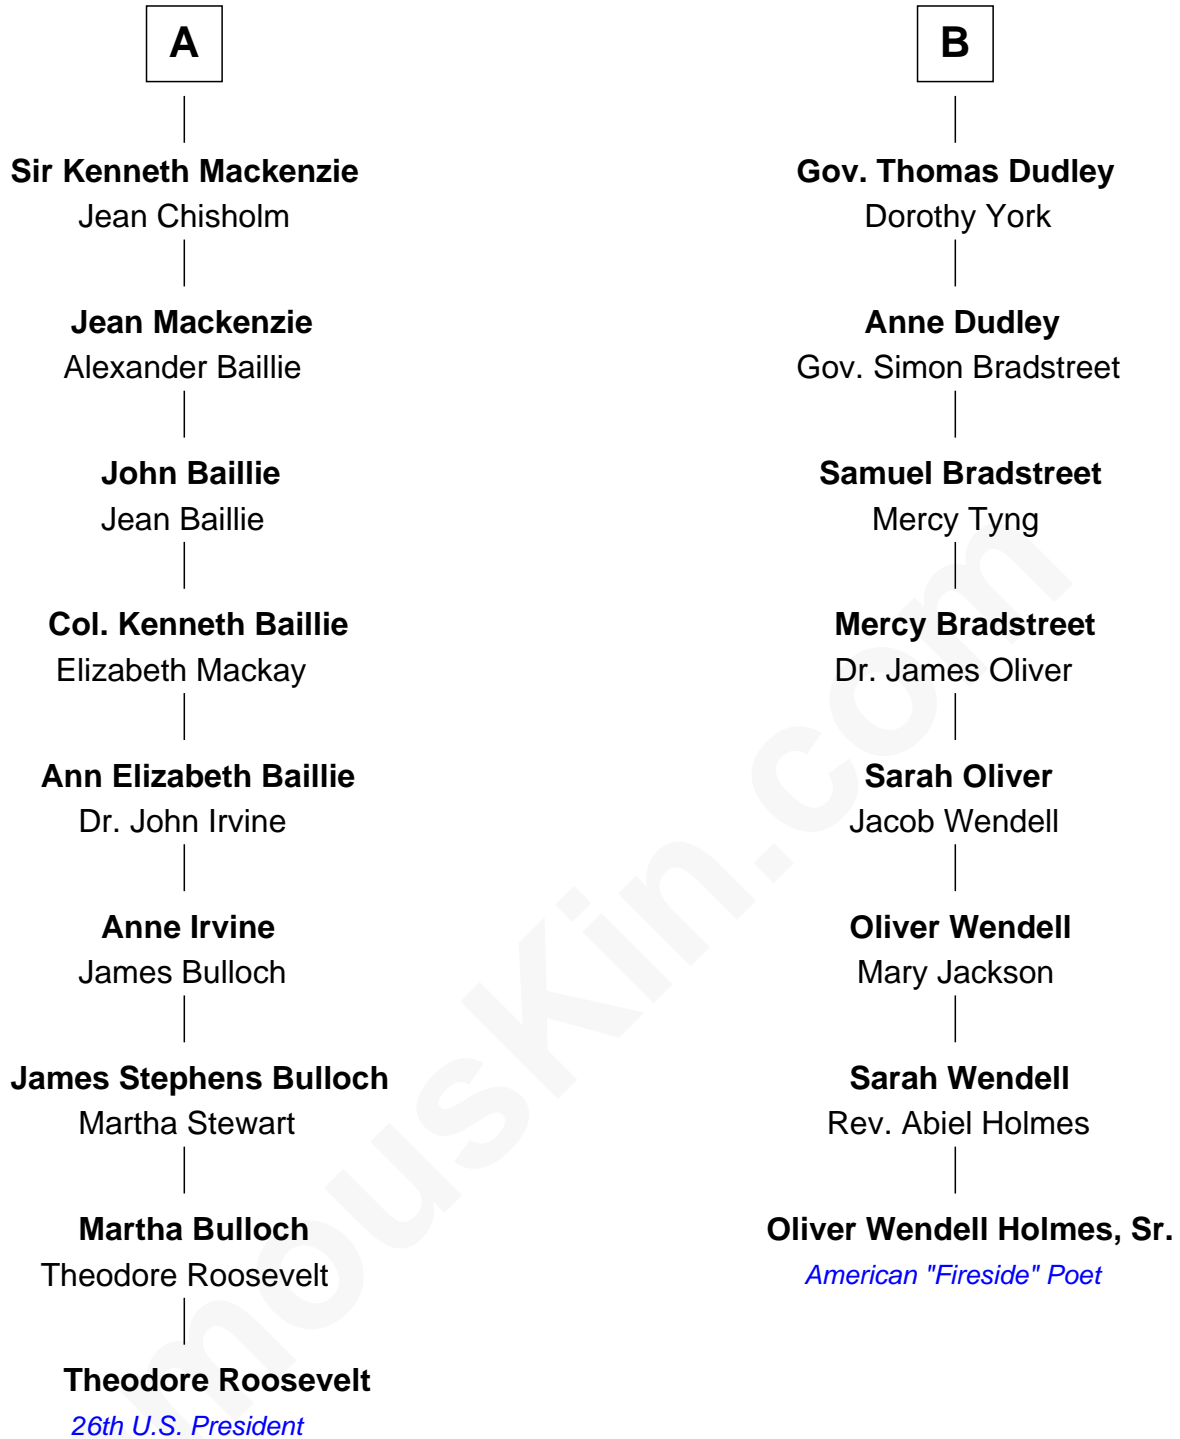 A
Sir Kenneth Mackenzie
Jean Chisholm
Jean Mackenzie
Alexander Baillie
John Baillie
Jean Baillie
Col. Kenneth Baillie
Elizabeth Mackay
Ann Elizabeth Baillie
Dr. John Irvine
Anne Irvine
James Bulloch
James Stephens Bulloch
Martha Stewart
Martha Bulloch
Theodore Roosevelt
Theodore Roosevelt
26th U.S. President
B
Gov. Thomas Dudley
Dorothy York
Anne Dudley
Gov. Simon Bradstreet
Samuel Bradstreet
Mercy Tyng
Mercy Bradstreet
Dr. James Oliver
Sarah Oliver
Jacob Wendell
Oliver Wendell
Mary Jackson
Sarah Wendell
Rev. Abiel Holmes
Oliver Wendell Holmes, Sr.
American "Fireside" Poet
mousKin.com